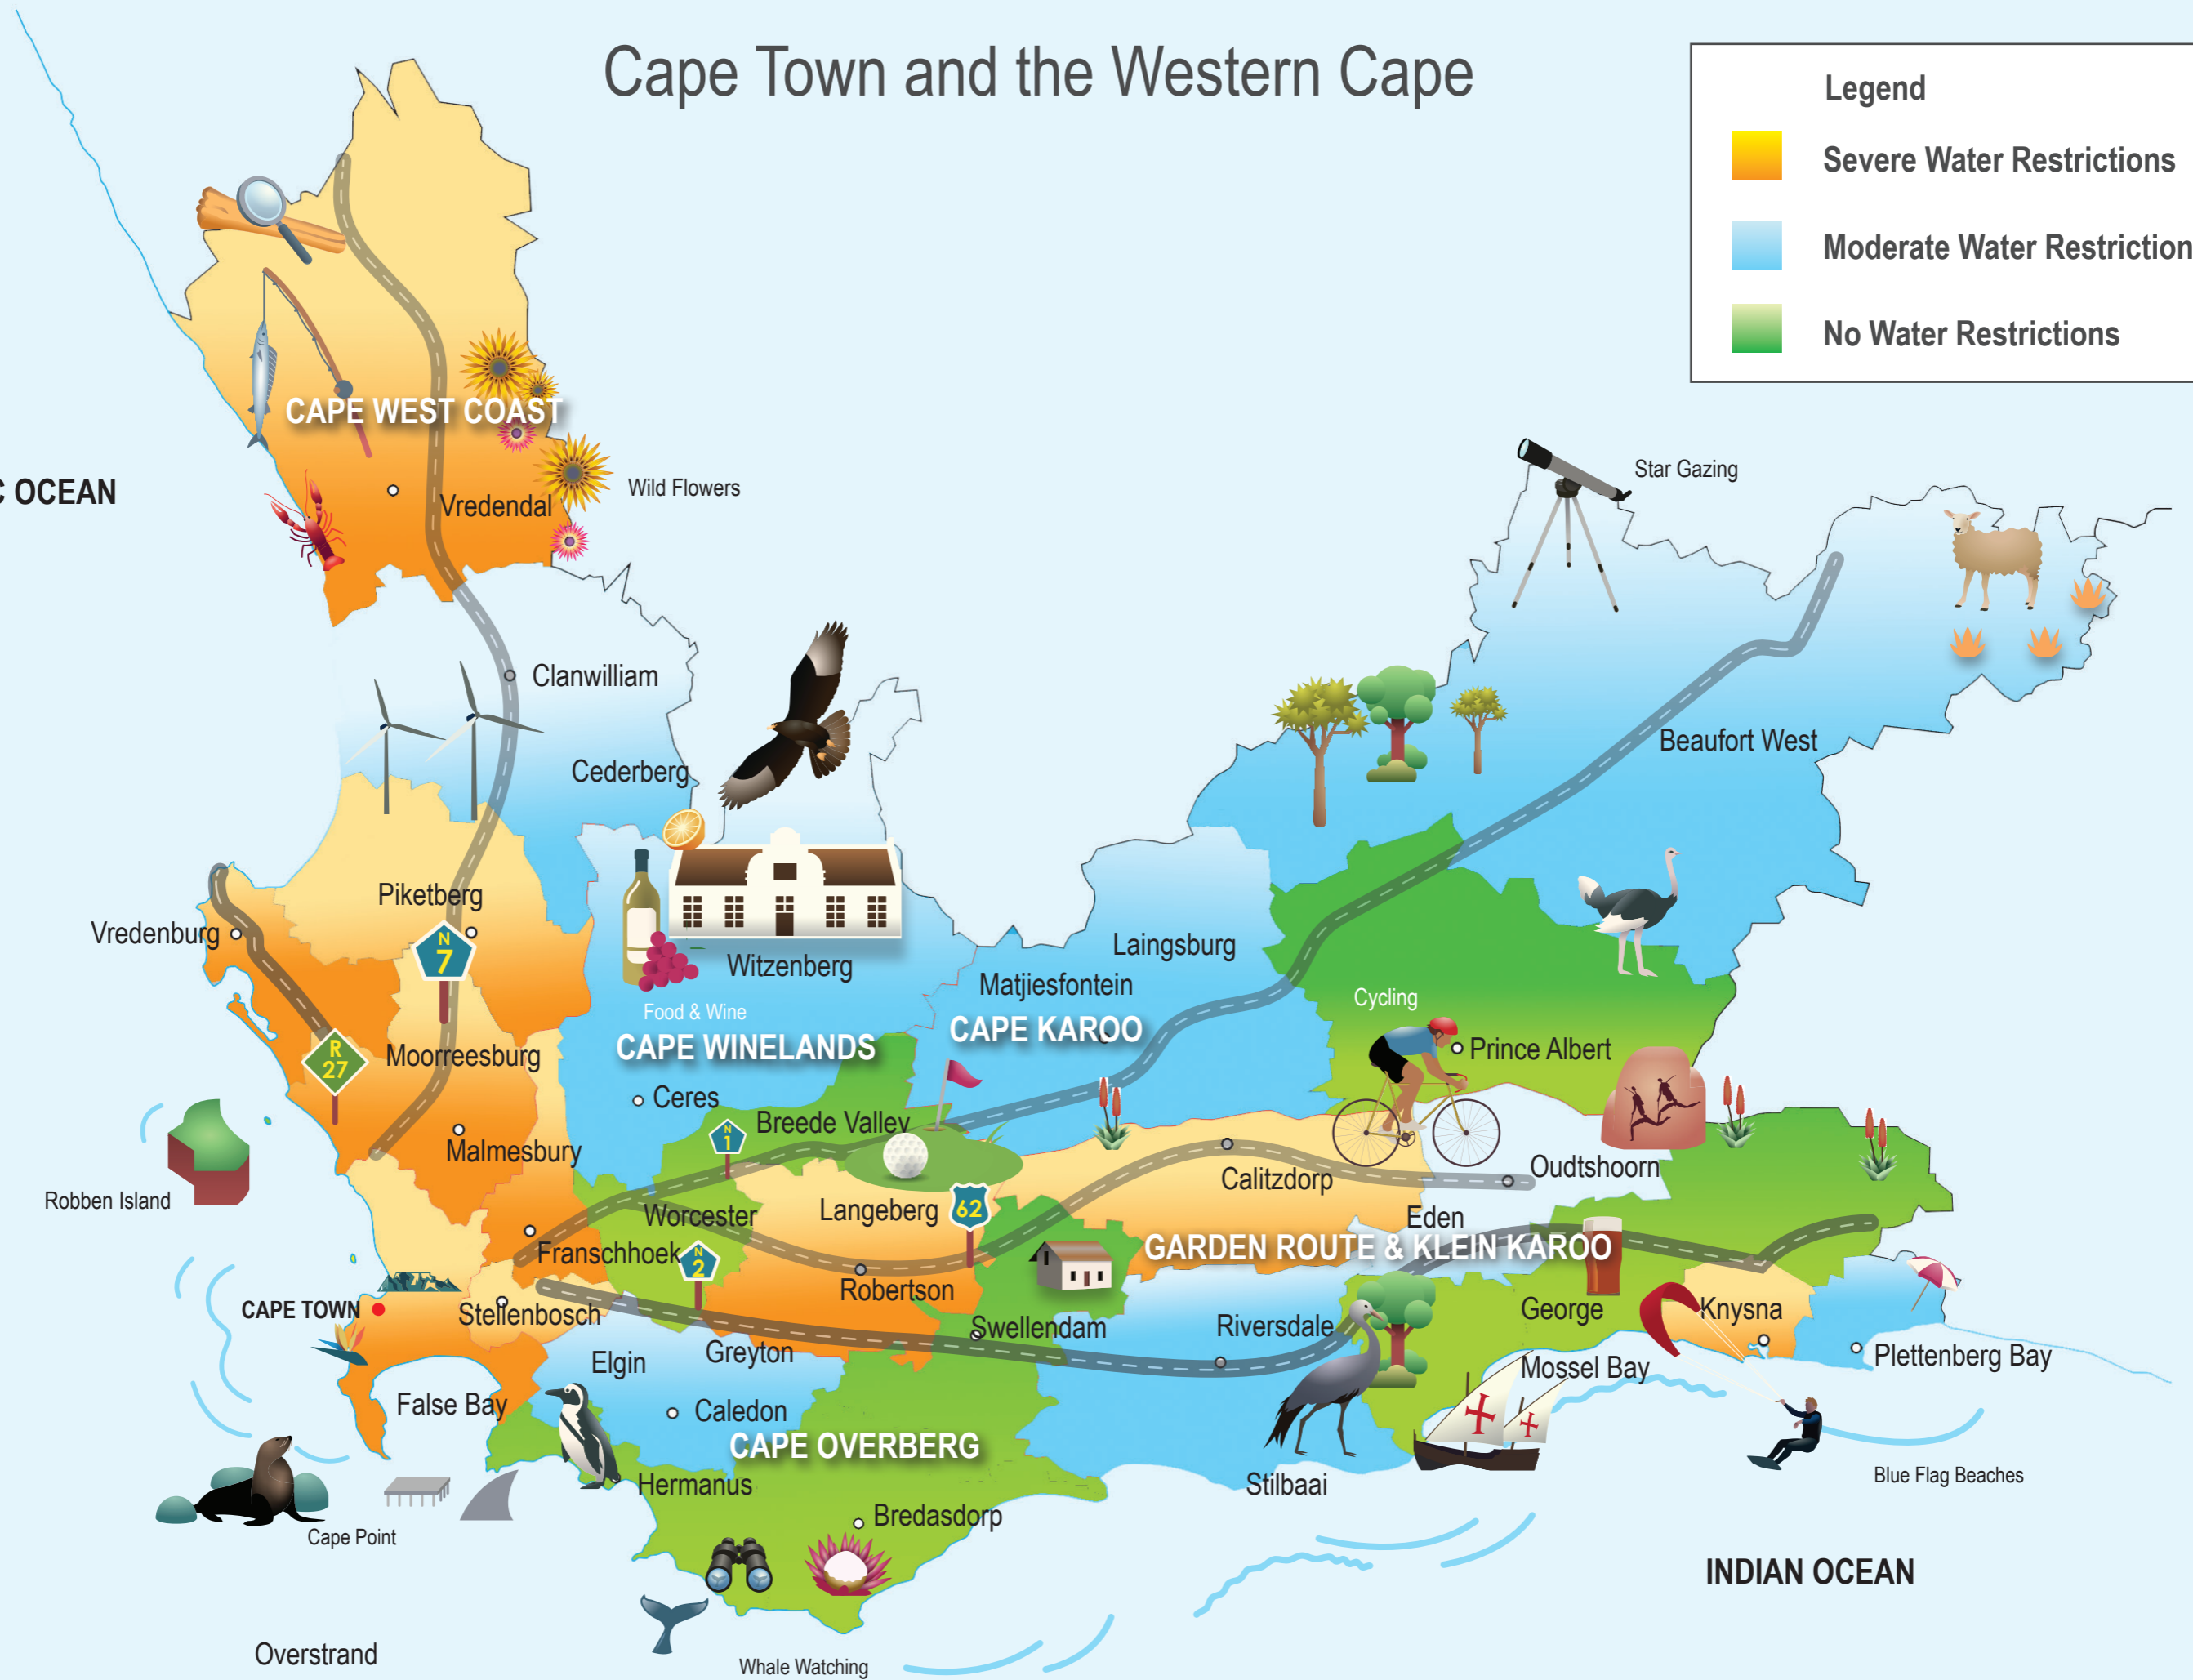 Cape Town and the Western Cape
Legend
Severe Water Restrictions
Moderate Water Restriction
No Water Restrictions
C OCEAN
CAPE WEST COAST
Vredendal
Wild Flowers
Star Gazing
Clanwilliam
Cederberg
Beaufort West
Piketberg
Vredenburg
N
7
Witzenberg
Food & Wine
CAPE WINELANDS
Laingsburg
Matjiesfontein
CAPE KAROO
Cycling
Prince Albert
R
27
Moorreesburg
Ceres
Breede Valley
N
1
Malmesbury
Robben Island
Worcester
Langeberg
62
Calitzdorp
Oudtshoorn
Eden
GARDEN ROUTE & KLEIN KAROO
Franschhoek
N
2
Robertson
CAPE TOWN
Stellenbosch
Swellendam
Riversdale
George
Knysna
Elgin
Greyton
Mossel Bay
Plettenberg Bay
False Bay
Caledon
CAPE OVERBERG
Hermanus
Stilbaai
Blue Flag Beaches
Bredasdorp
Cape Point
INDIAN OCEAN
Overstrand
Whale Watching